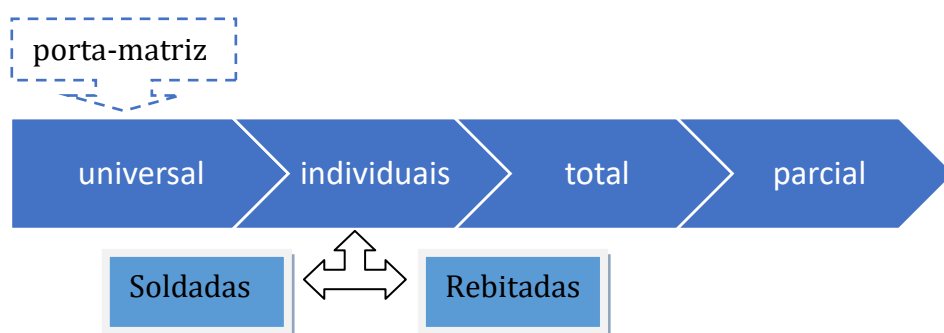 porta-matriz
universal
individuais
total
parcial
Soldadas
Rebitadas